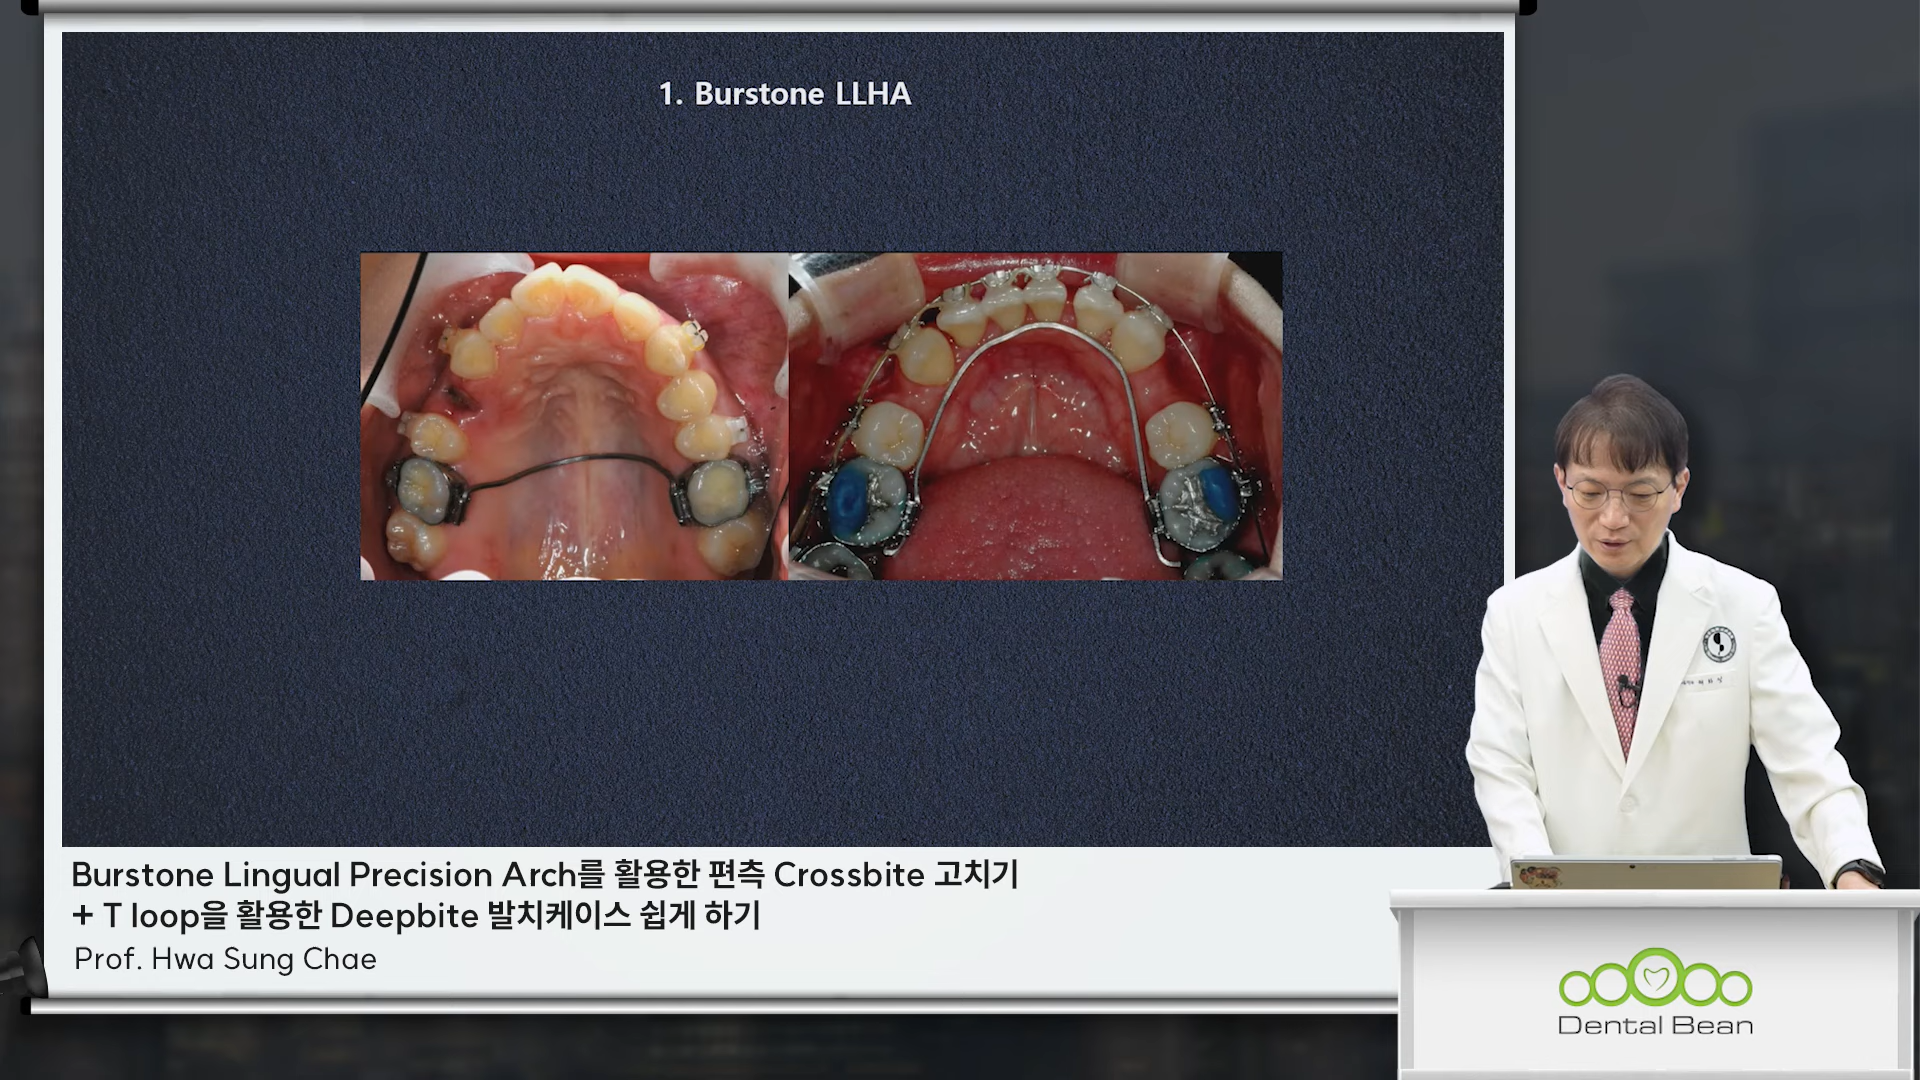 1. Burstone LLHA
Burstone Lingual Precision Arch를 활용한 편측 Crossbite 고치기
+ T loop을 활용한 Deepbite 발치케이스 쉽게 하기
Prof. Hwa Sung Chae
Dental Bean